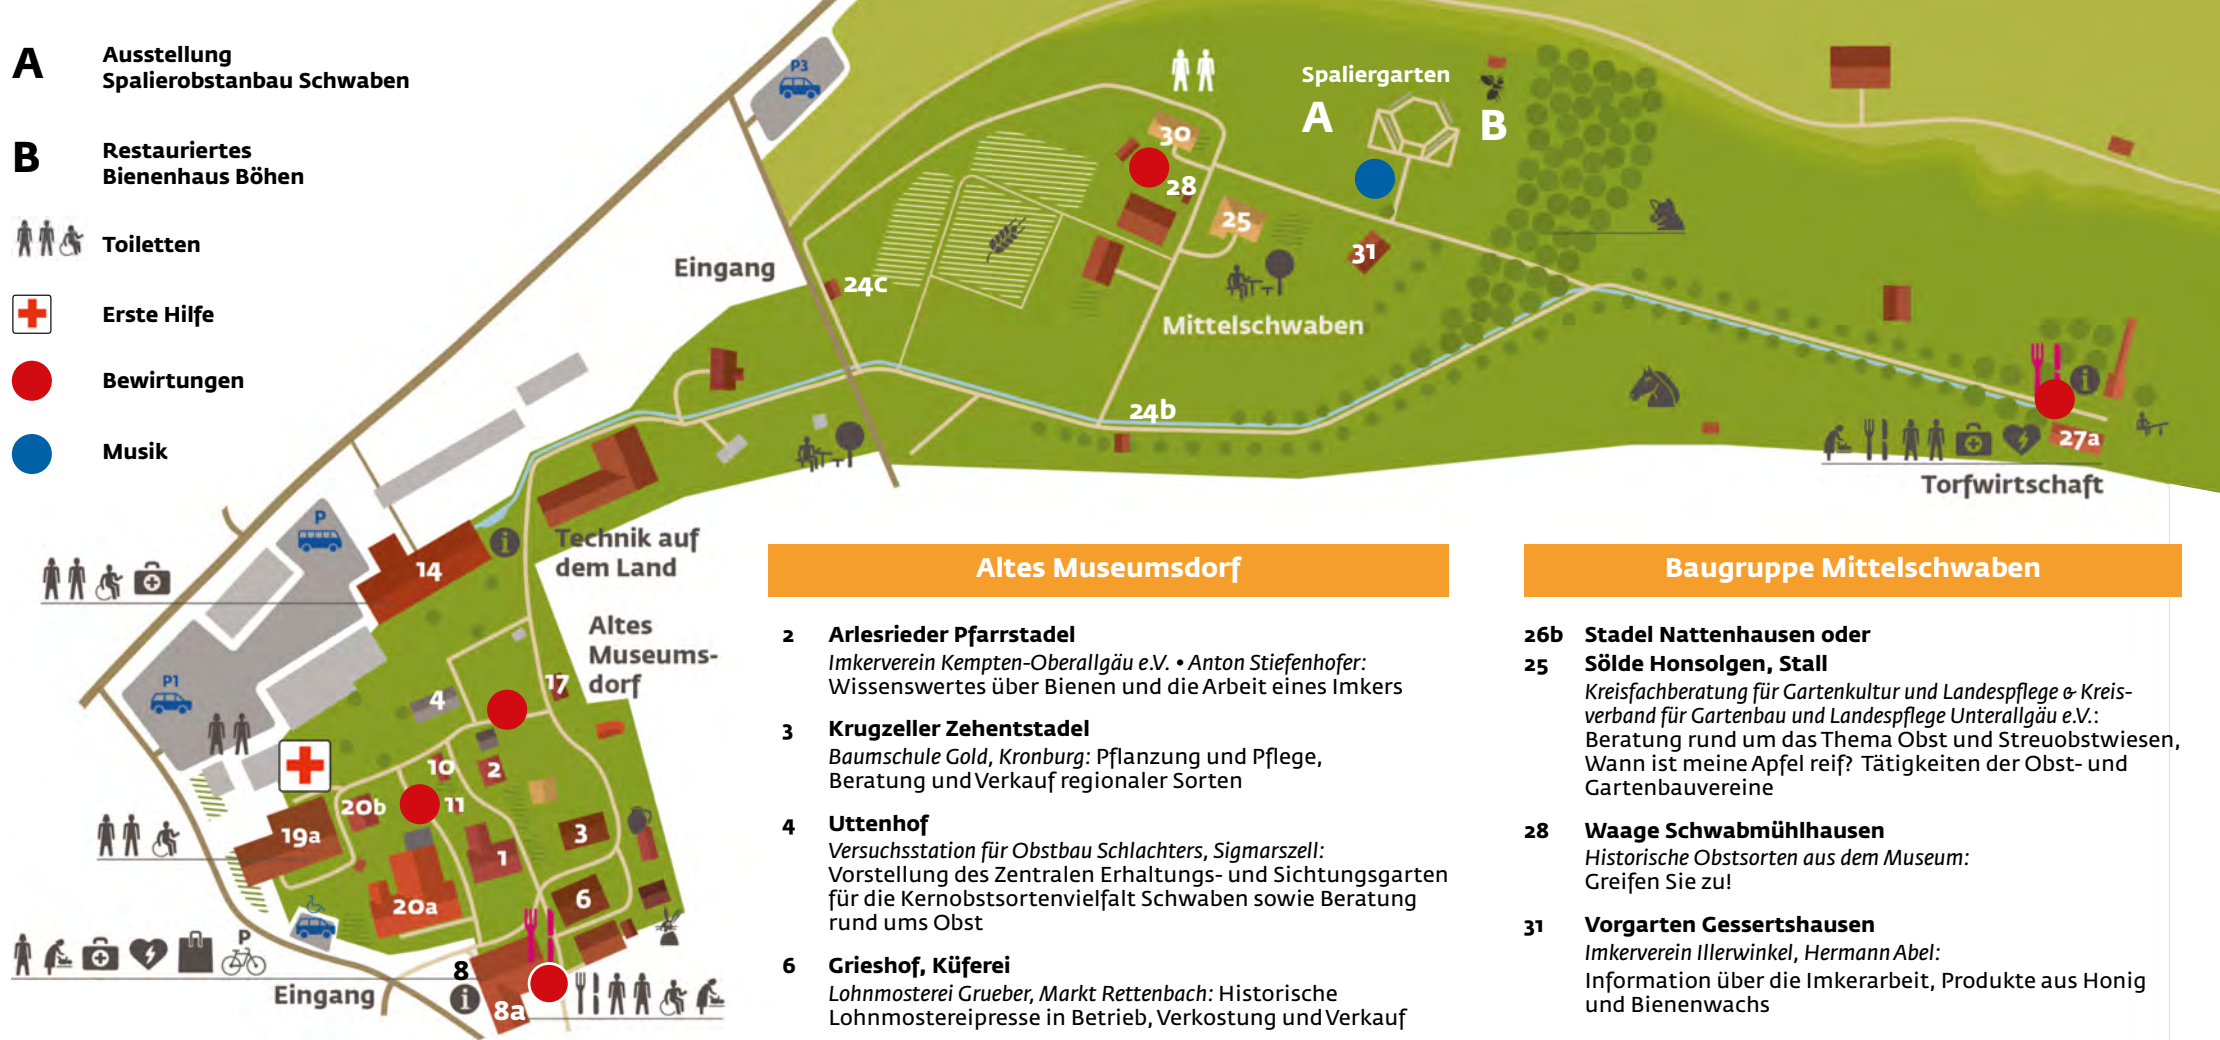 A
Ausstellung
Spalierobstanbau Schwaben
B
Restauriertes
Bienenhaus Böhen
Toiletten
Erste Hilfe
Bewirtungen
Musik
P3
Spaliergarten
A
B
30
28
25
31
Eingang
24c
Mittelschwaben
24b
i
27a
Torfwirtschaft
P
i
14
Technik auf
dem Land
Altes
Museums-
dorf
P1
17
4
10
2
20b
11
19a
3
1
20a
6
P
8
i
8a
Eingang
Altes Museumsdorf
2 Arlesrieder Pfarrstadel
Imkerverein Kempten-Oberallgäu e.V. • Anton Stiefenhofer:
Wissenswertes über Bienen und die Arbeit eines Imkers
3 Krugzeller Zehentstadel
Baumschule Gold, Kronburg: Pflanzung und Pflege,
Beratung und Verkauf regionaler Sorten
4 Uttenhof
Versuchsstation für Obstbau Schlachters, Sigmarszell:
Vorstellung des Zentralen Erhaltungs- und Sichtungsgarten
für die Kernobstsortenvielfalt Schwaben sowie Beratung
rund ums Obst
6 Grieshof, Küferei
Lohnmosterei Grueber, Markt Rettenbach: Historische
Lohnmostereipresse in Betrieb, Verkostung und Verkauf
Baugruppe Mittelschwaben
26b Stadel Nattenhausen oder
25 Sölde Honsolgen, Stall
Kreisfachberatung für Gartenkultur und Landespflege & Kreis-
verband für Gartenbau und Landespflege Unterallgäu e.V.:
Beratung rund um das Thema Obst und Streuobstwiesen,
Wann ist meine Apfel reif? Tätigkeiten der Obst- und
Gartenbauvereine
28 Waage Schwabmühlhausen
Historische Obstsorten aus dem Museum:
Greifen Sie zu!
31 Vorgarten Gessertshausen
Imkerverein Illerwinkel, Hermann Abel:
Information über die Imkerarbeit, Produkte aus Honig
und Bienenwachs